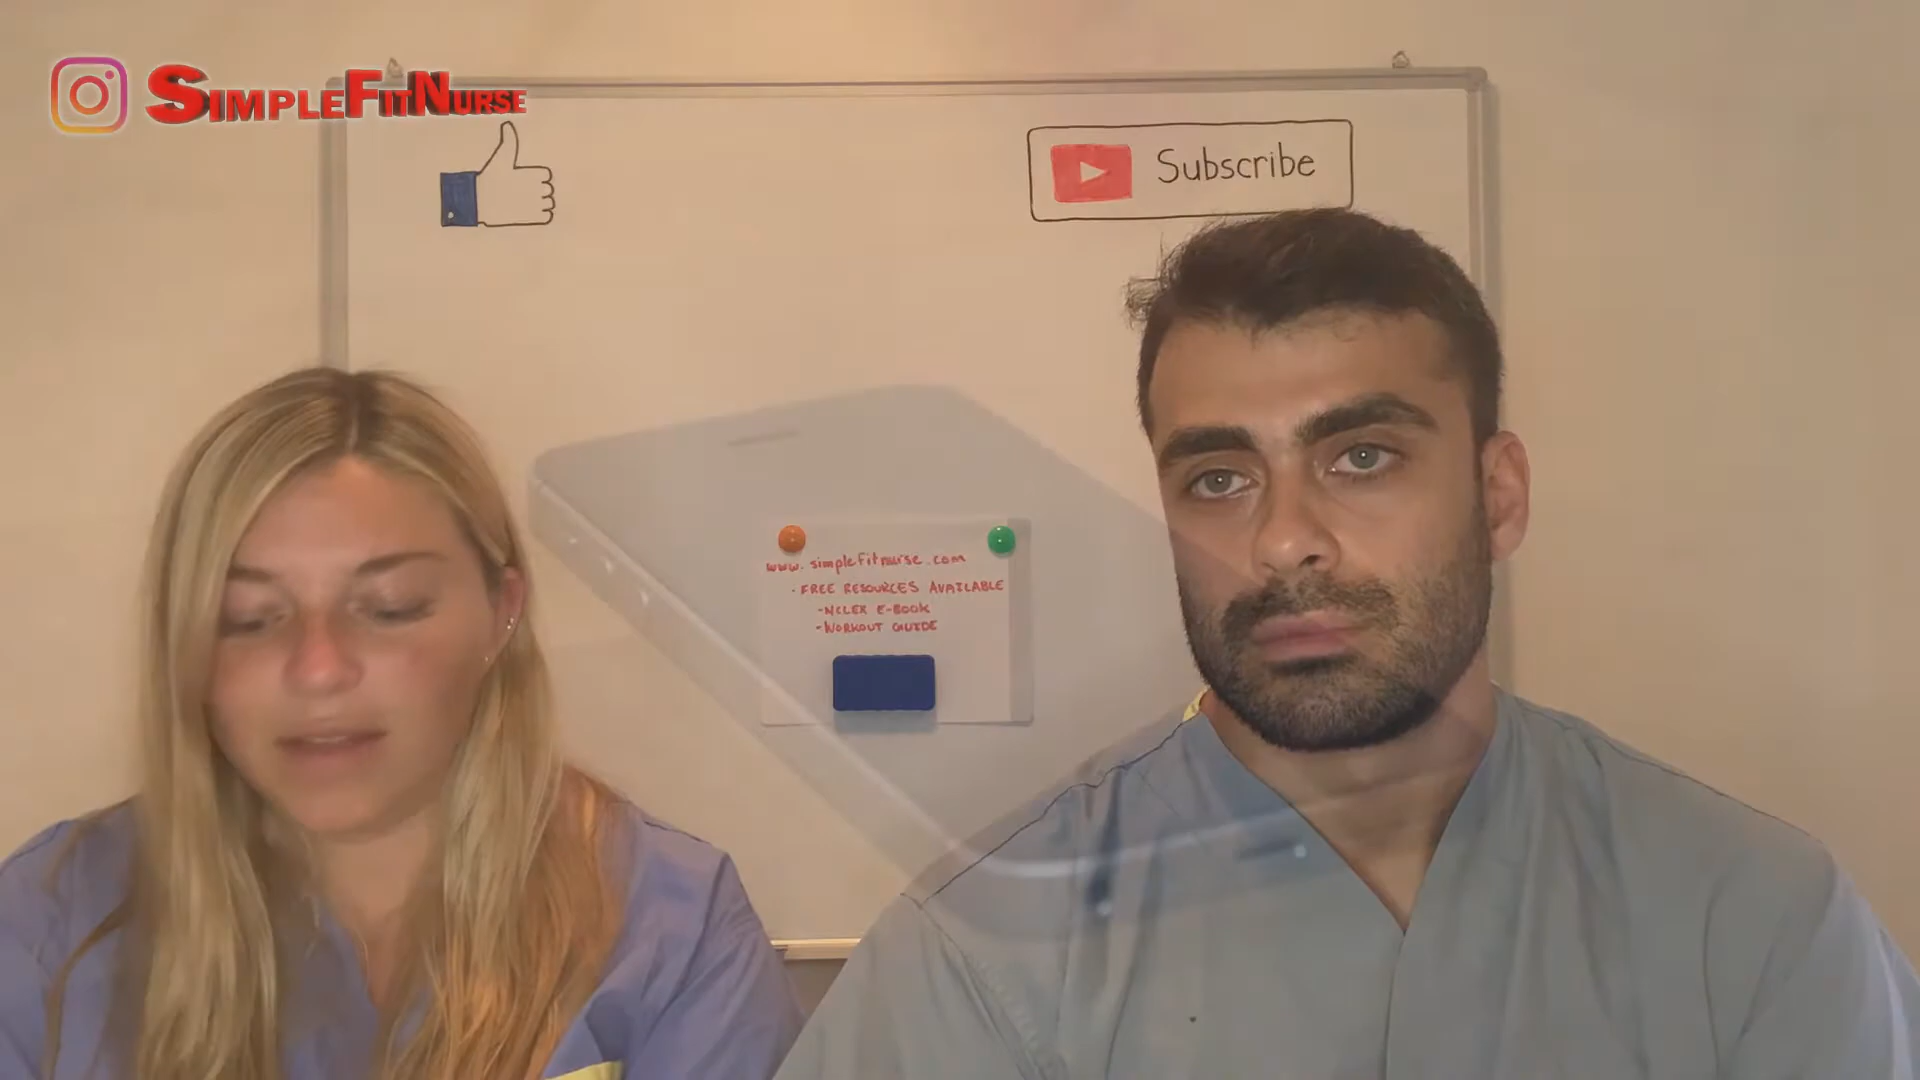 SIMPLEFITNURSE
Subscribe
www.simplefitnurse.com
· FREE RESOURCES AVAILABLE
- NCLEX E-BOOK
- WORKOUT GUIDE